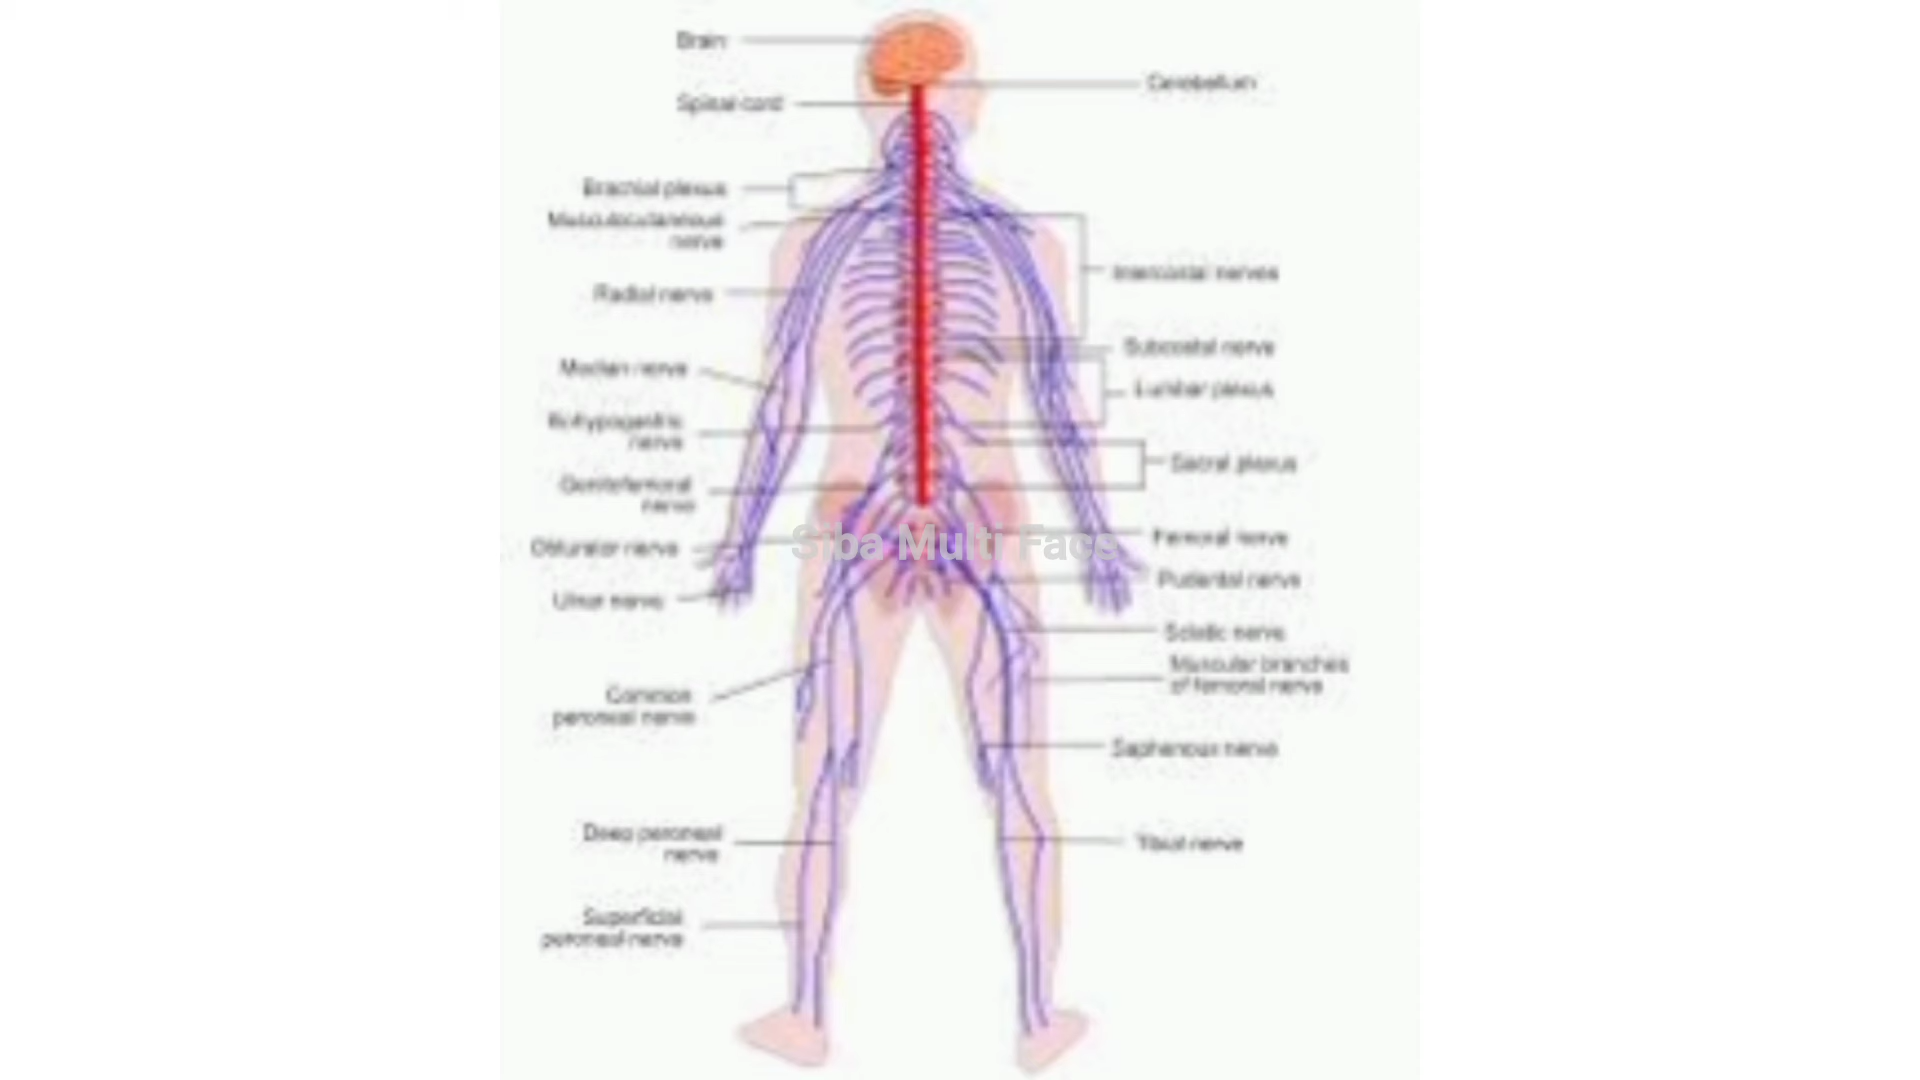 Brain
Cerebellum
Spinal cord
Brachial plexus
Musculocutaneous
nerve
Intercostal nerves
Radial nerve
Subcostal nerve
Median nerve
Lumbar plexus
nerve
Sacral plexus
Genitofemoral
nerve
Siba Multi Face
Obturator nerve
Femoral nerve
Pudental nerve
Ulnar nerve
Sciatic nerve
Muscular branches
of femoral nerve
Common
peroneal nerve
Saphenous nerve
Deep peroneal
nerve
Tibial nerve
Superficial
peroneal nerve